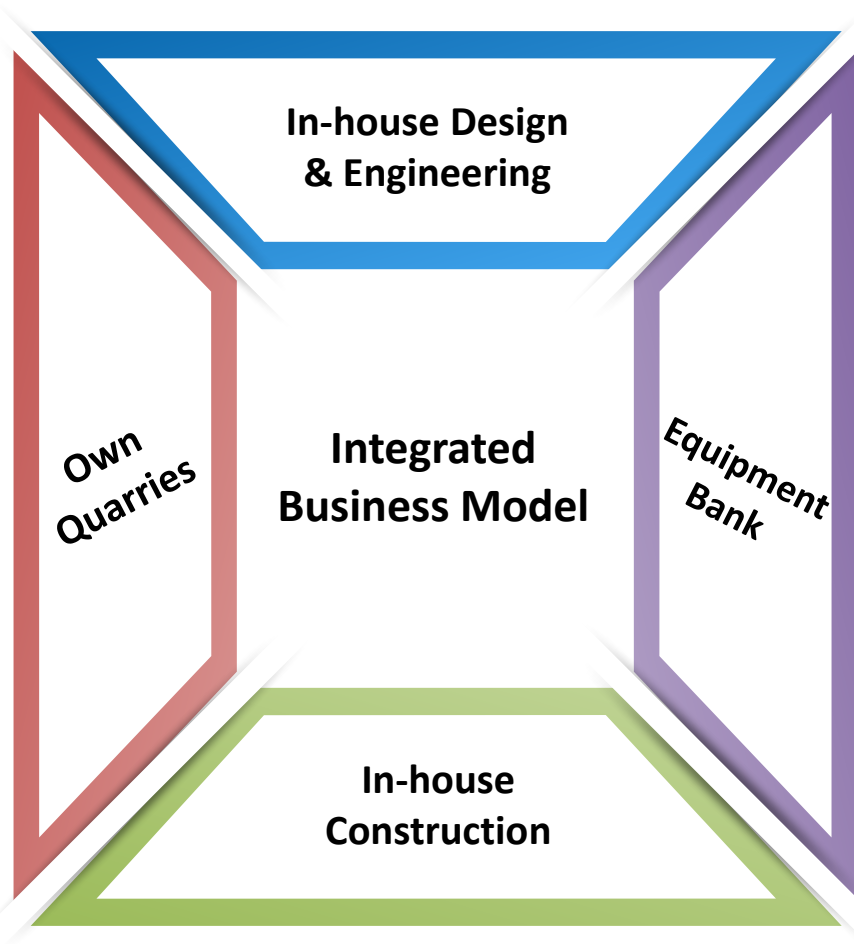 In-house Design
& Engineering
Own
Quarries
Integrated
Business Model
Equipment
Bank
In-house
Construction